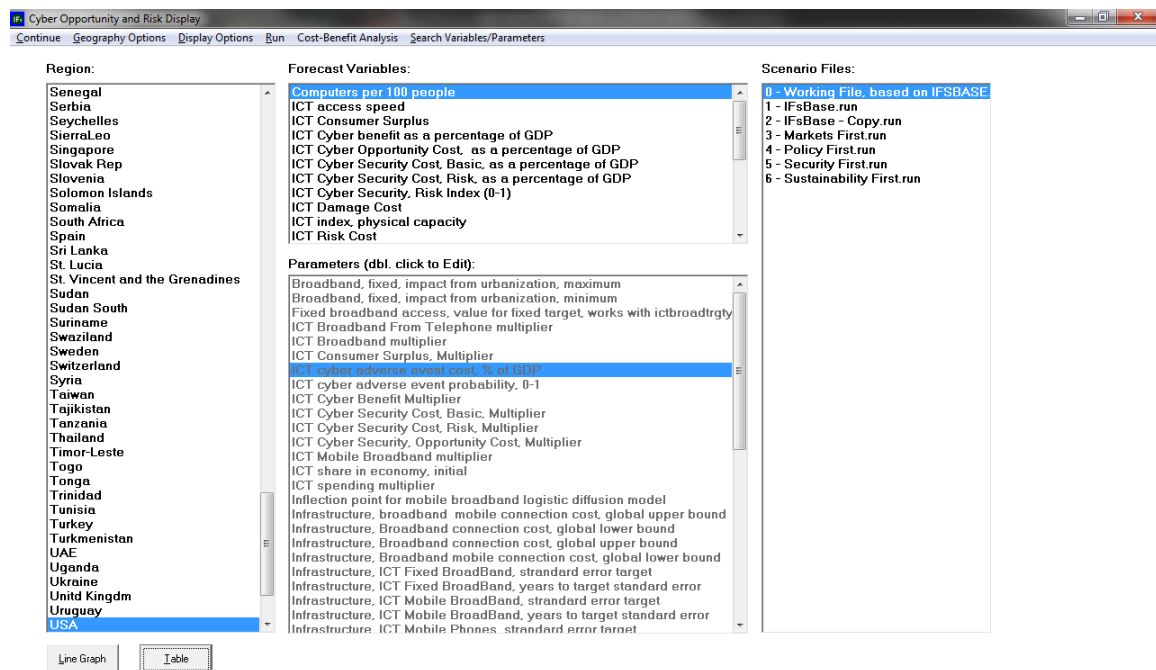 IFs Cyber Opportunity and Risk Display
Continue Geography Options Display Options Run Cost-Benefit Analysis Search Variables/Parameters
Region:
Senegal
Serbia
Seychelles
SierraLeo
Singapore
Slovak Rep
Slovenia
Solomon Islands
Somalia
South Africa
Spain
Sri Lanka
St. Lucia
St. Vincent and the Grenadines
Sudan
Sudan South
Suriname
Swaziland
Sweden
Switzerland
Syria
Taiwan
Tajikistan
Tanzania
Thailand
Timor-Leste
Togo
Tonga
Trinidad
Tunisia
Turkey
Turkmenistan
UAE
Uganda
Ukraine
Unitd Kingdm
Uruguay
USA
Forecast Variables:
Computers per 100 people
ICT access speed
ICT Consumer Surplus
ICT Cyber benefit as a percentage of GDP
ICT Cyber Opportunity Cost, as a percentage of GDP
ICT Cyber Security Cost, Basic, as a percentage of GDP
ICT Cyber Security Cost, Risk, as a percentage of GDP
ICT Cyber Security, Risk Index (0-1)
ICT Damage Cost
ICT index, physical capacity
ICT Risk Cost
Parameters (dbl. click to Edit):
Broadband, fixed, impact from urbanization, maximum
Broadband, fixed, impact from urbanization, minimum
Fixed broadband access, value for fixed target, works with ictbroadtrgty
ICT Broadband From Telephone multiplier
ICT Broadband multiplier
ICT Consumer Surplus, Multiplier
ICT cyber adverse event cost, % of GDP
ICT cyber adverse event probability, 0-1
ICT Cyber Benefit Multiplier
ICT Cyber Security Cost, Basic, Multiplier
ICT Cyber Security Cost, Risk, Multiplier
ICT Cyber Security, Opportunity Cost, Multiplier
ICT Mobile Broadband multiplier
ICT share in economy, initial
ICT spending multiplier
Inflection point for mobile broadband logistic diffusion model
Infrastructure, broadband mobile connection cost, global upper bound
Infrastructure, Broadband connection cost, global lower bound
Infrastructure, Broadband connection cost, global upper bound
Infrastructure, Broadband mobile connection cost, global lower bound
Infrastructure, ICT Fixed BroadBand, strandard error target
Infrastructure, ICT Fixed BroadBand, years to target standard error
Infrastructure, ICT Mobile BroadBand, strandard error target
Infrastructure, ICT Mobile BroadBand, years to target standard error
Infrastructure, ICT Mobile Phones, strandard error target
Scenario Files:
0 - Working File, based on IFSBASE.
1 - IFsBase.run
2 - IFsBase - Copy.run
3 - Markets First.run
4 - Policy First.run
5 - Security First.run
6 - Sustainability First.run
Line Graph
Table